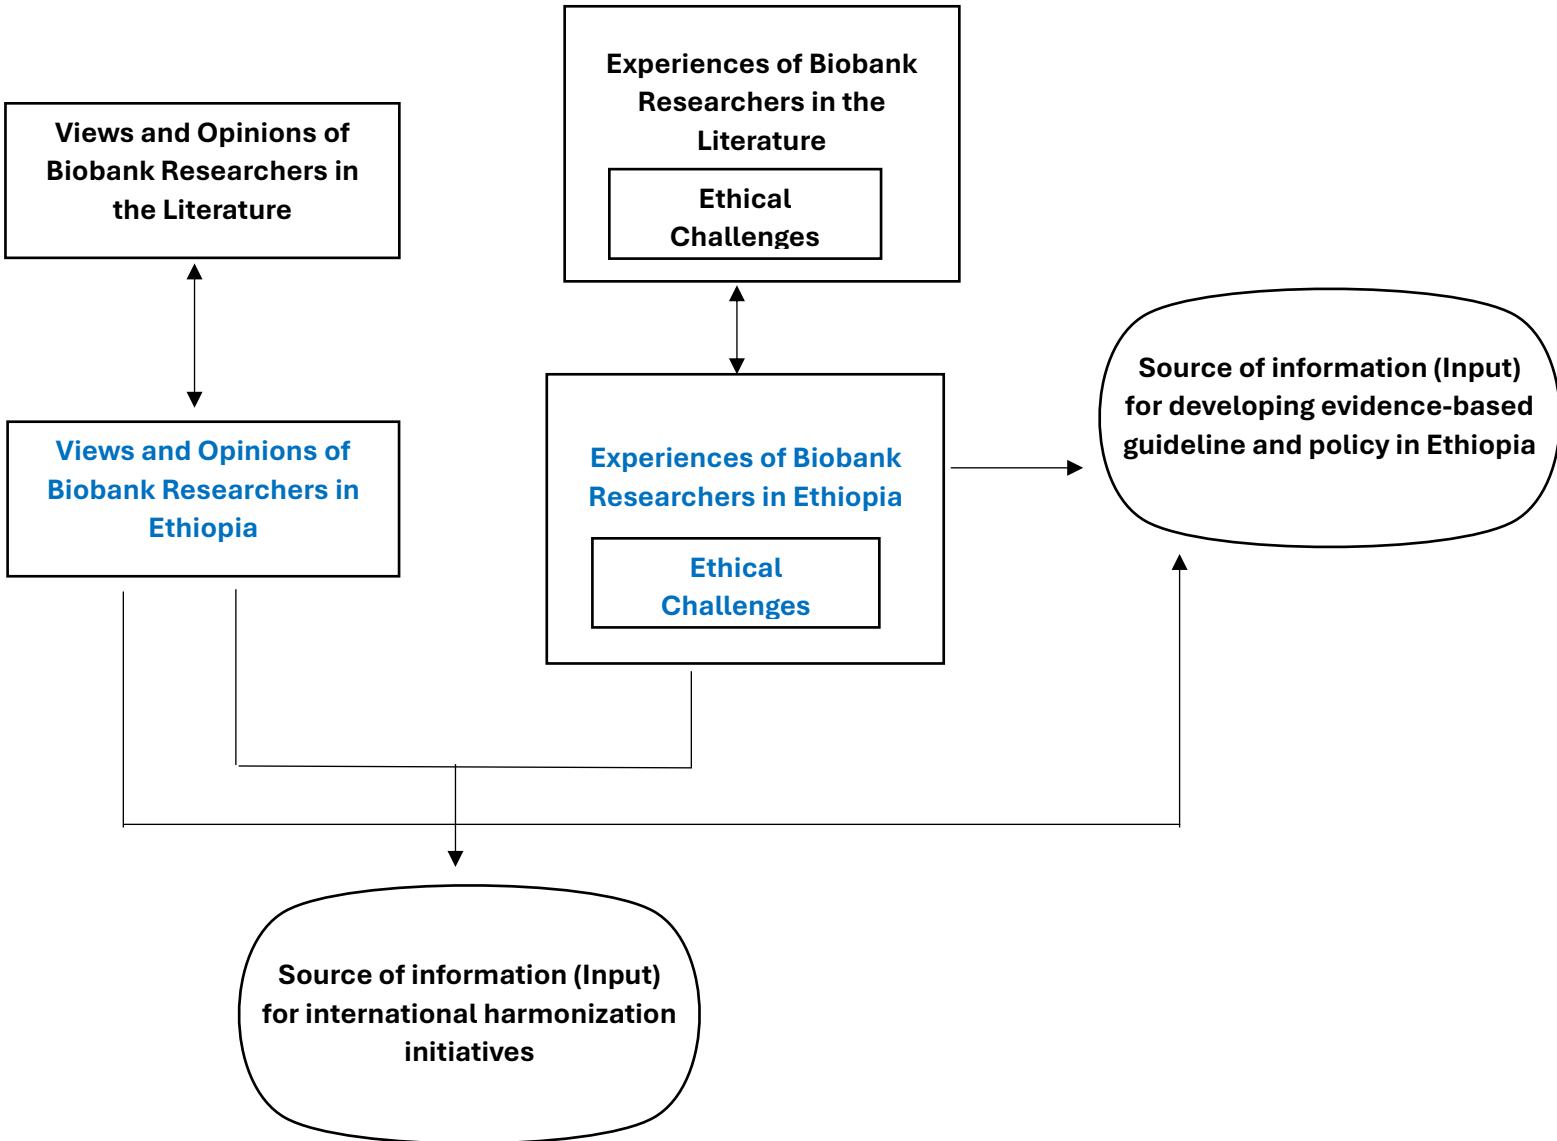 Experiences of Biobank
Researchers in the
Literature
Ethical
Challenges
Views and Opinions of
Biobank Researchers in
the Literature
Source of information (Input)
for developing evidence-based
guideline and policy in Ethiopia
Views and Opinions of
Biobank Researchers in
Ethiopia
Experiences of Biobank
Researchers in Ethiopia
Ethical
Challenges
Source of information (Input)
for international harmonization
initiatives